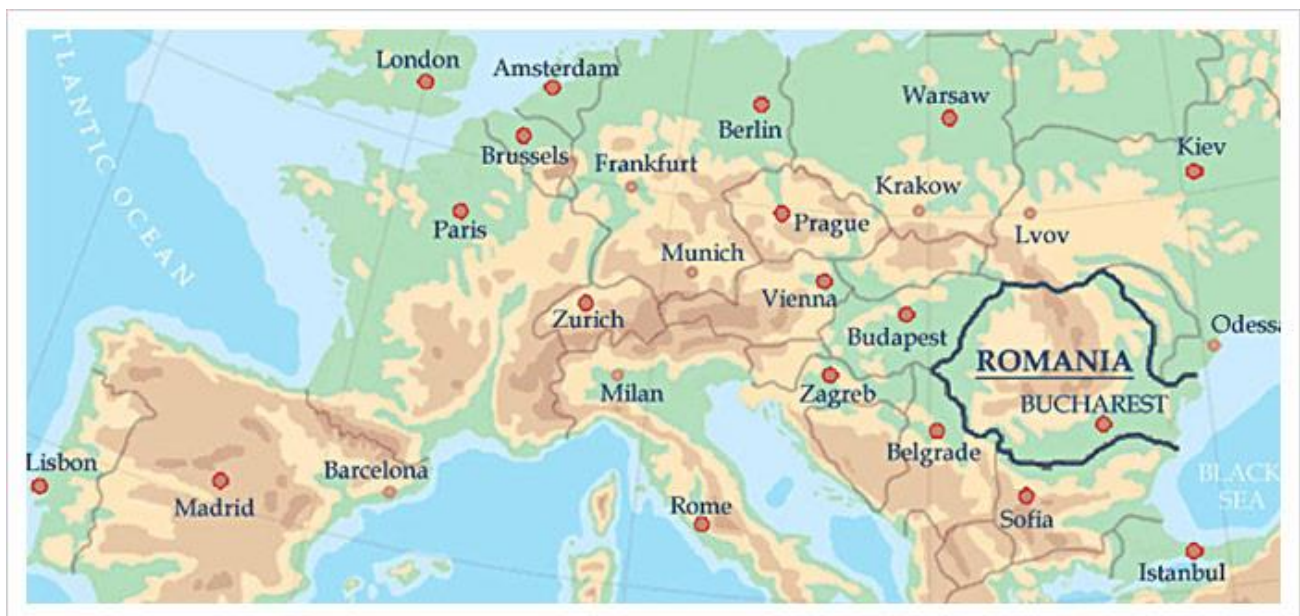 London
Amsterdam
Warsaw
Berlin
Kiev
Brussels
Frankfurt
Krakow
ATLANTIC OCEAN
Paris
Prague
Lvov
Munich
Vienna
Zurich
Budapest
Odessa
ROMANIA
Milan
Zagreb
BUCHAREST
Belgrade
Lisbon
Barcelona
BLACK
SEA
Madrid
Rome
Sofia
Istanbul